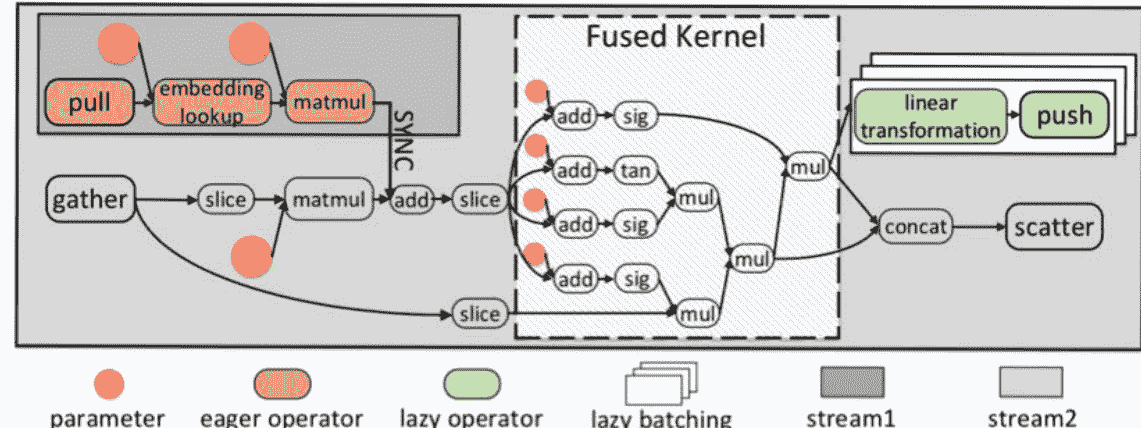 Fused Kernel
pull
embedding
lookup
matmul
SYNC
add
sig
add
tan
add
sig
add
sig
mul
mul
mul
mul
linear
transformation
push
gather
slice
matmul
add
slice
slice
concat
scatter
parameter
eager operator
lazy operator
lazy batching
stream1
stream2